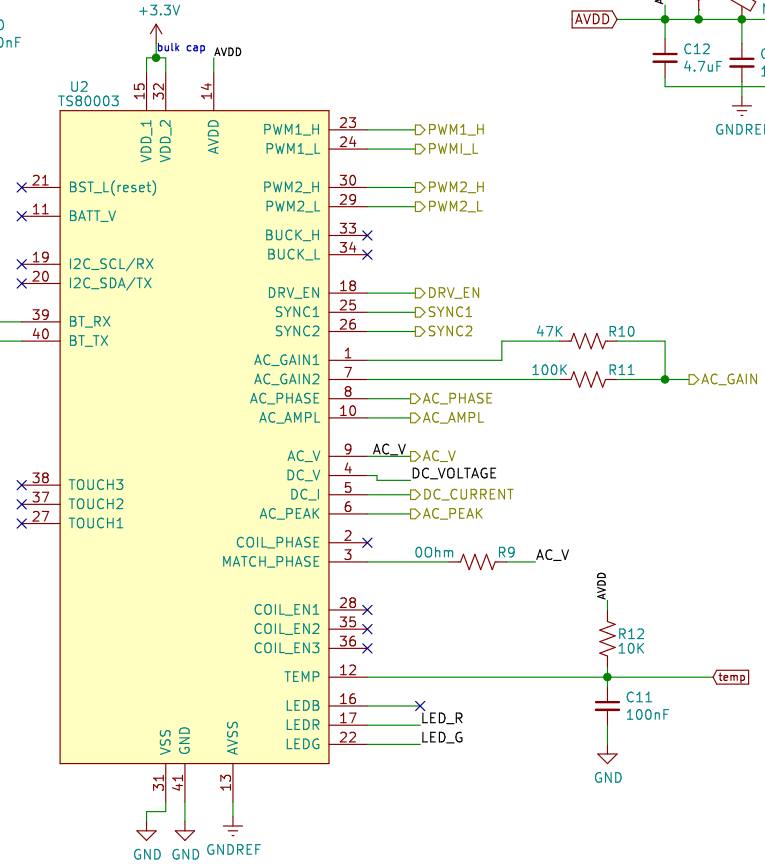 +3.3V
bulk cap
AVDD
AVDD
C12
4.7uF
GNDREF
0nF
U2
TS80003
15
32
14
VDD_1
VDD_2
AVDD
21 BST_L(reset)
11 BATT_V
19 I2C_SCL/RX
20 I2C_SDA/TX
39 BT_RX
40 BT_TX
38 TOUCH3
37 TOUCH2
27 TOUCH1
PWM1_H 23 PWM1_H
PWM1_L 24 PWMI_L
PWM2_H 30 PWM2_H
PWM2_L 29 PWM2_L
BUCK_H 33
BUCK_L 34
DRV_EN 18 DRV_EN
SYNC1 25 SYNC1
SYNC2 26 SYNC2
47K R10
AC_GAIN1 1
AC_GAIN2 7 100K R11 AC_GAIN
AC_PHASE 8 AC_PHASE
AC_AMPL 10 AC_AMPL
AC_V 9 AC_V AC_V
DC_V 4 DC_VOLTAGE
DC_I 5 DC_CURRENT
AC_PEAK 6 AC_PEAK
COIL_PHASE 2
MATCH_PHASE 3 0Ohm R9 AC_V
COIL_EN1 28
COIL_EN2 35
COIL_EN3 36
AVDD
R12
10K
TEMP 12 temp
C11
100nF
GND
LEDB 16
LEDR 17 LED_R
LEDG 22 LED_G
VSS
GND
AVSS
31
41
13
GND
GND
GNDREF